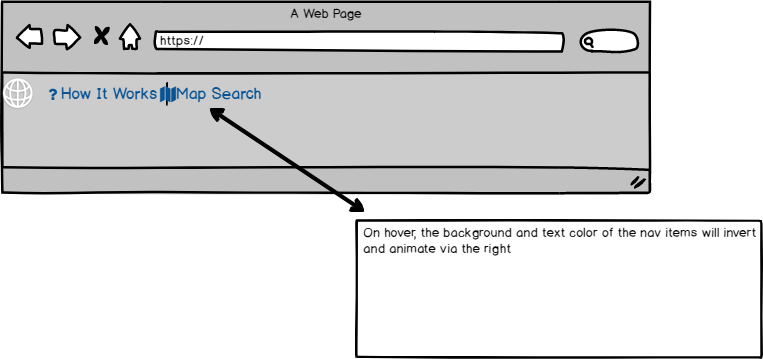 A Web Page
https://
? How It Works Map Search
On hover, the background and text color of the nav items will invert
and animate via the right